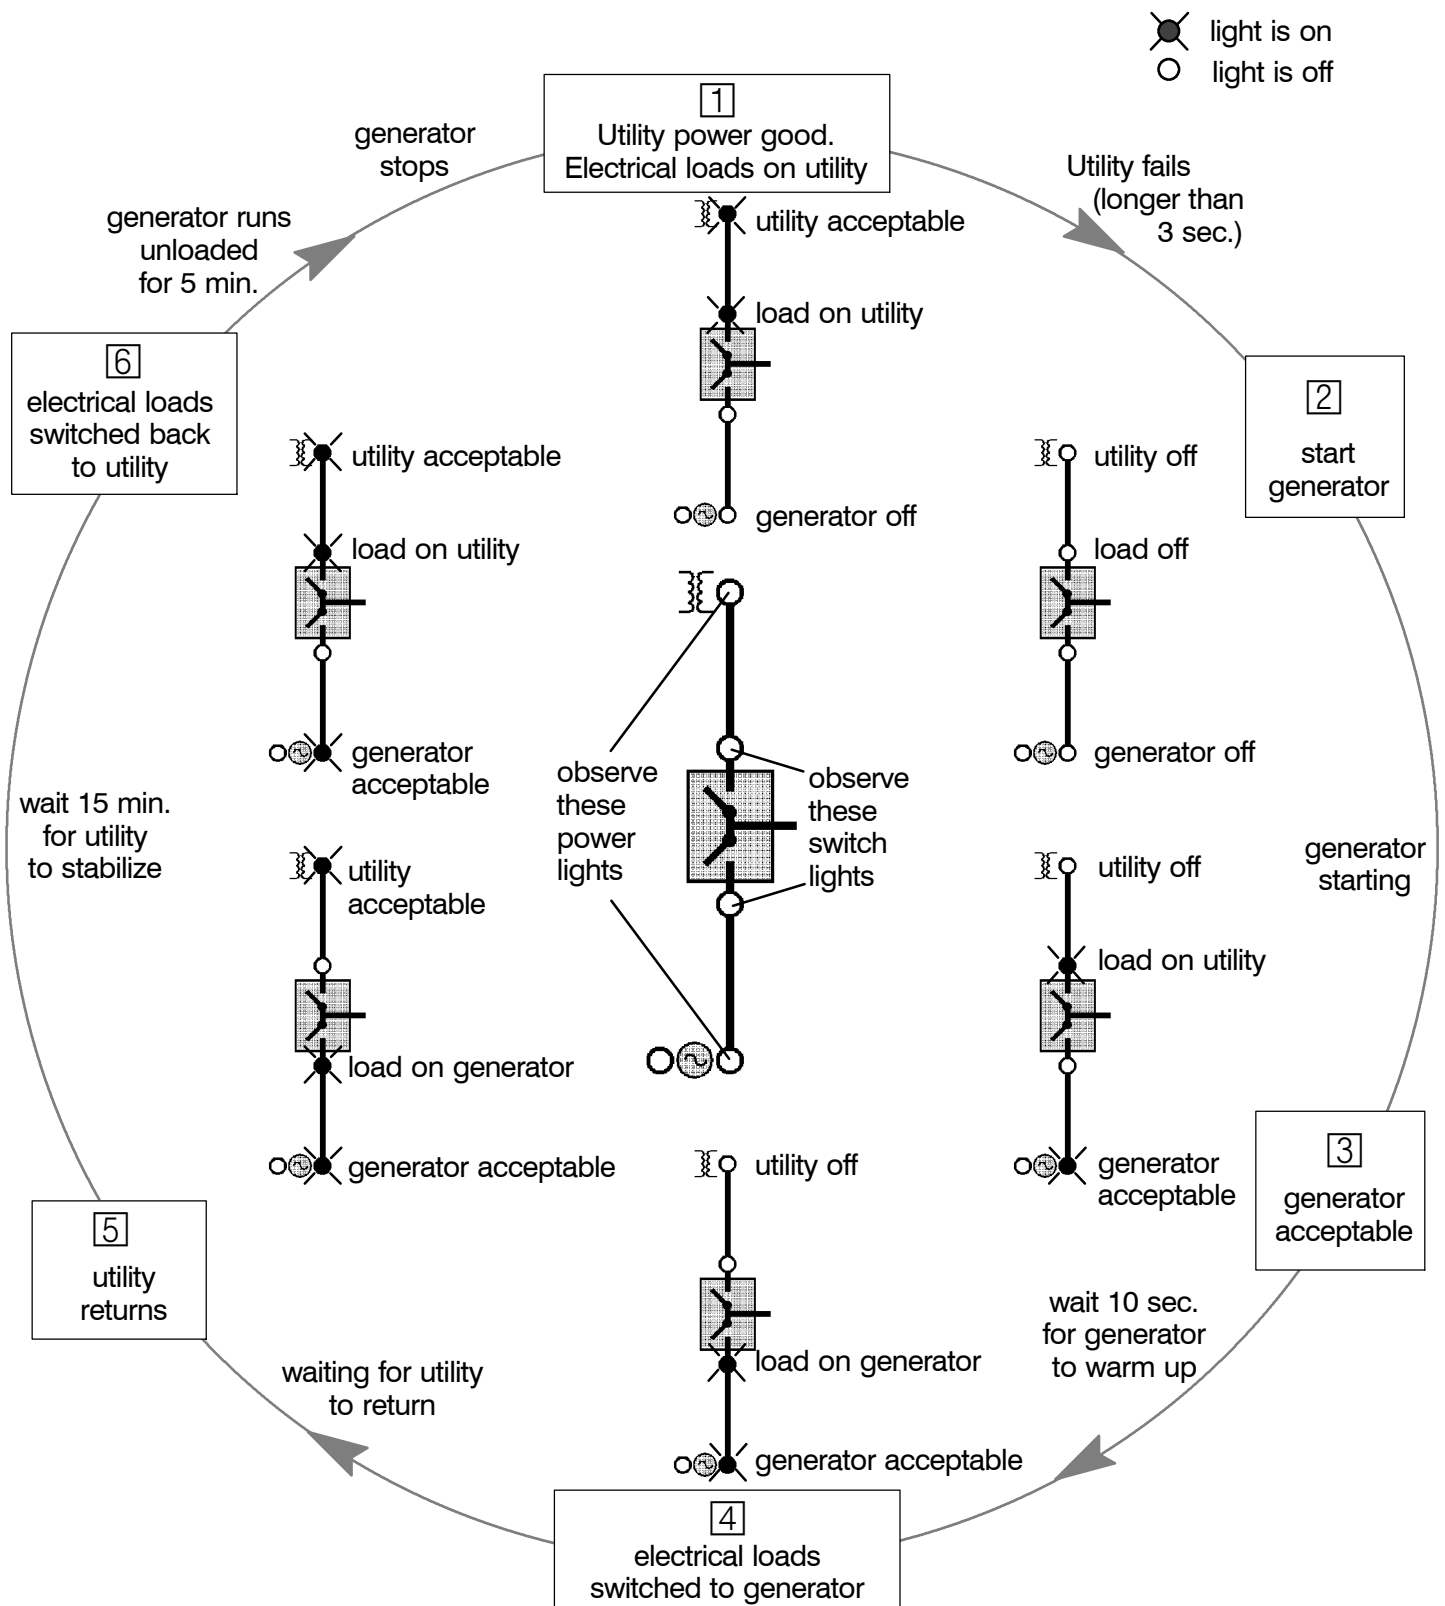 light is on
light is off
1
Utility power good.
Electrical loads on utility
utility acceptable
load on utility
generator off
Utility fails
(longer than
3 sec.)
2
start
generator
utility off
load off
generator off
generator
starting
utility off
load on utility
generator
acceptable
3
generator
acceptable
wait 10 sec.
for generator
to warm up
utility off
load on generator
generator acceptable
4
electrical loads
switched to generator
waiting for utility
to return
5
utility
returns
utility
acceptable
load on generator
generator acceptable
wait 15 min.
for utility
to stabilize
6
electrical loads
switched back
to utility
utility acceptable
load on utility
generator
acceptable
generator runs
unloaded
for 5 min.
generator
stops
observe
these
power
lights
observe
these
switch
lights